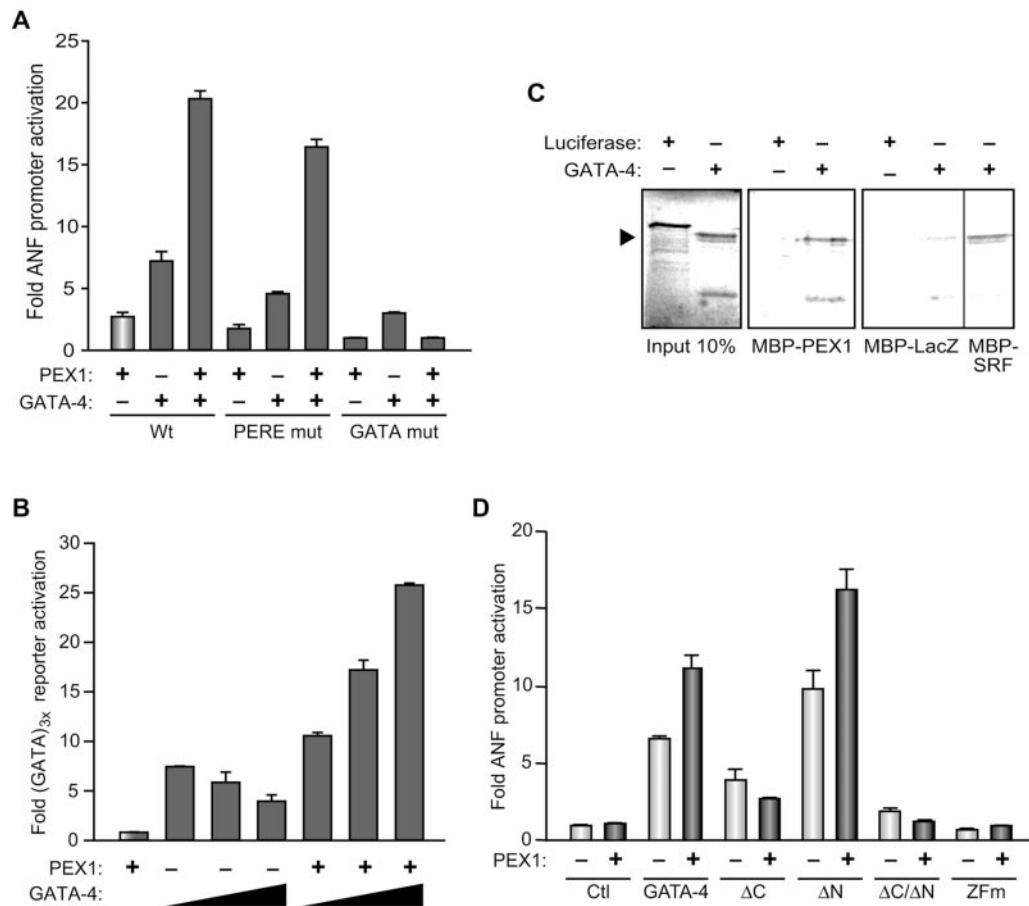 A
Fold ANF promoter activation
25
20
15
10
5
0
PEX1: + – + + – + + – +
GATA-4: – + + – + + – + +
Wt PERE mut GATA mut
C
Luciferase: + – + – + – –
GATA-4: – + – + – + +
Input 10% MBP-PEX1 MBP-LacZ MBP-
SRF
B
Fold (GATA)3x reporter activation
30
25
20
15
10
5
0
PEX1: + – – – + + +
GATA-4:
D
Fold ANF promoter activation
20
15
10
5
0
PEX1: – + – + – + – + – + – +
Ctl GATA-4 ΔC ΔN ΔC/ΔN ZFm